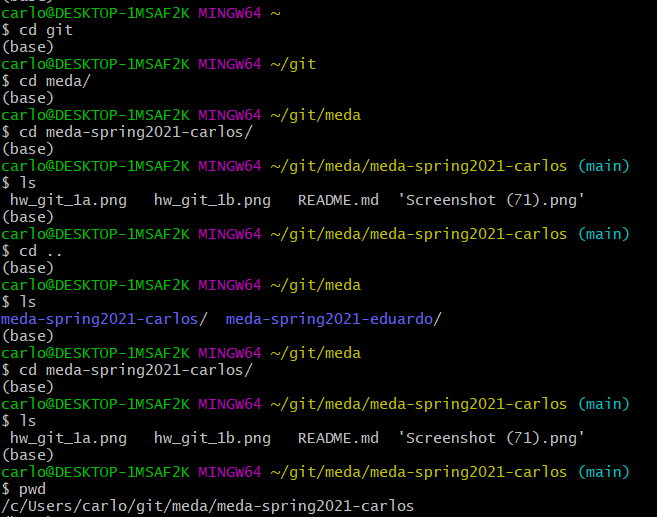 (base)
carlo@DESKTOP-1MSAF2K MINGW64 ~
$ cd git
(base)
carlo@DESKTOP-1MSAF2K MINGW64 ~/git
$ cd meda/
(base)
carlo@DESKTOP-1MSAF2K MINGW64 ~/git/meda
$ cd meda-spring2021-carlos/
(base)
carlo@DESKTOP-1MSAF2K MINGW64 ~/git/meda/meda-spring2021-carlos (main)
$ ls
 hw_git_1a.png   hw_git_1b.png   README.md  'Screenshot (71).png'
(base)
carlo@DESKTOP-1MSAF2K MINGW64 ~/git/meda/meda-spring2021-carlos (main)
$ cd ..
(base)
carlo@DESKTOP-1MSAF2K MINGW64 ~/git/meda
$ ls
meda-spring2021-carlos/  meda-spring2021-eduardo/
(base)
carlo@DESKTOP-1MSAF2K MINGW64 ~/git/meda
$ cd meda-spring2021-carlos/
(base)
carlo@DESKTOP-1MSAF2K MINGW64 ~/git/meda/meda-spring2021-carlos (main)
$ ls
 hw_git_1a.png   hw_git_1b.png   README.md  'Screenshot (71).png'
(base)
carlo@DESKTOP-1MSAF2K MINGW64 ~/git/meda/meda-spring2021-carlos (main)
$ pwd
/c/Users/carlo/git/meda/meda-spring2021-carlos